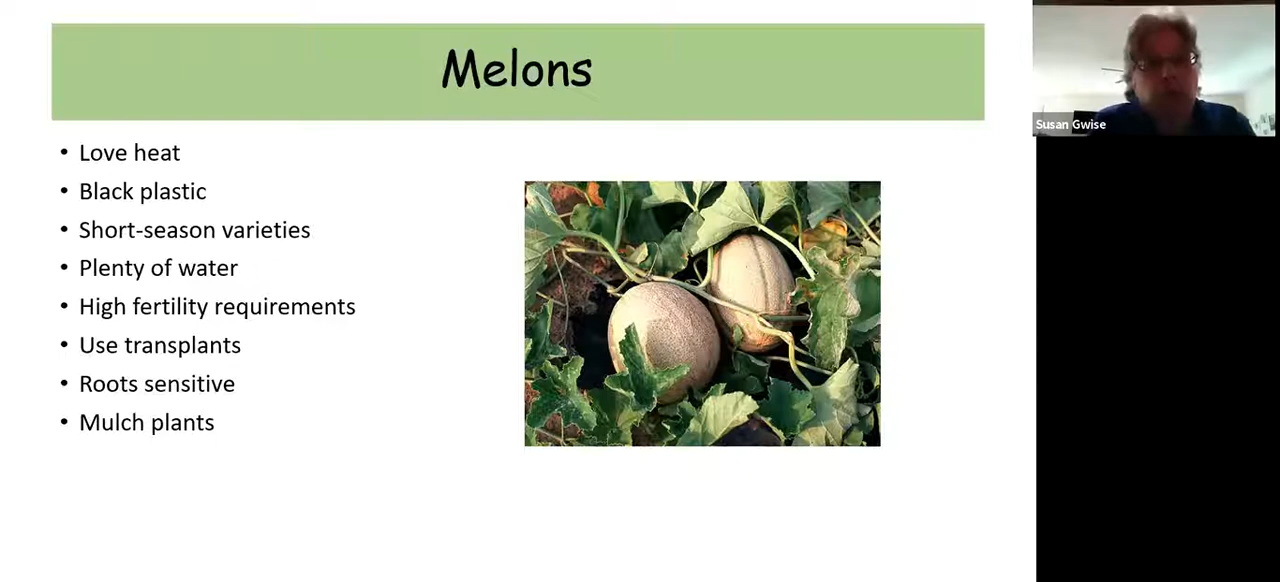 Melons
• Love heat
• Black plastic
• Short-season varieties
• Plenty of water
• High fertility requirements
• Use transplants
• Roots sensitive
• Mulch plants
Susan Gwise